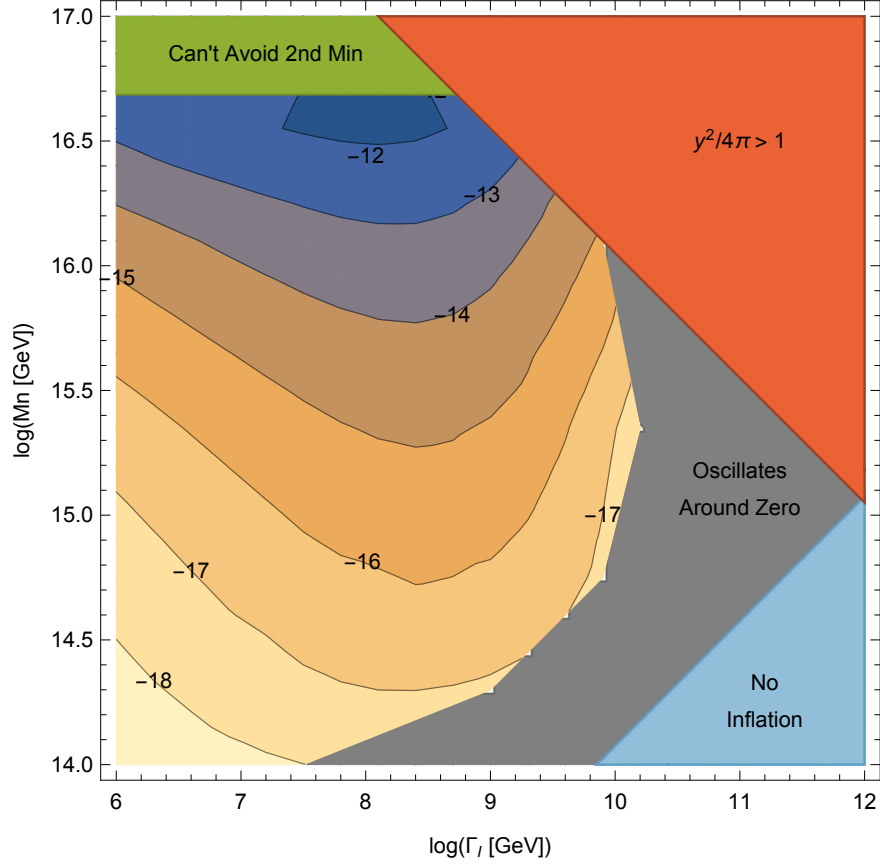 17.0
Can't Avoid 2nd Min
16.5
y²/4π > 1
−12
−13
16.0
−15
−14
log(Mn [GeV])
15.5
Oscillates
Around Zero
15.0
−17
−16
−17
14.5
−18
No
Inflation
14.0
6 7 8 9 10 11 12
log(Γ_I [GeV])